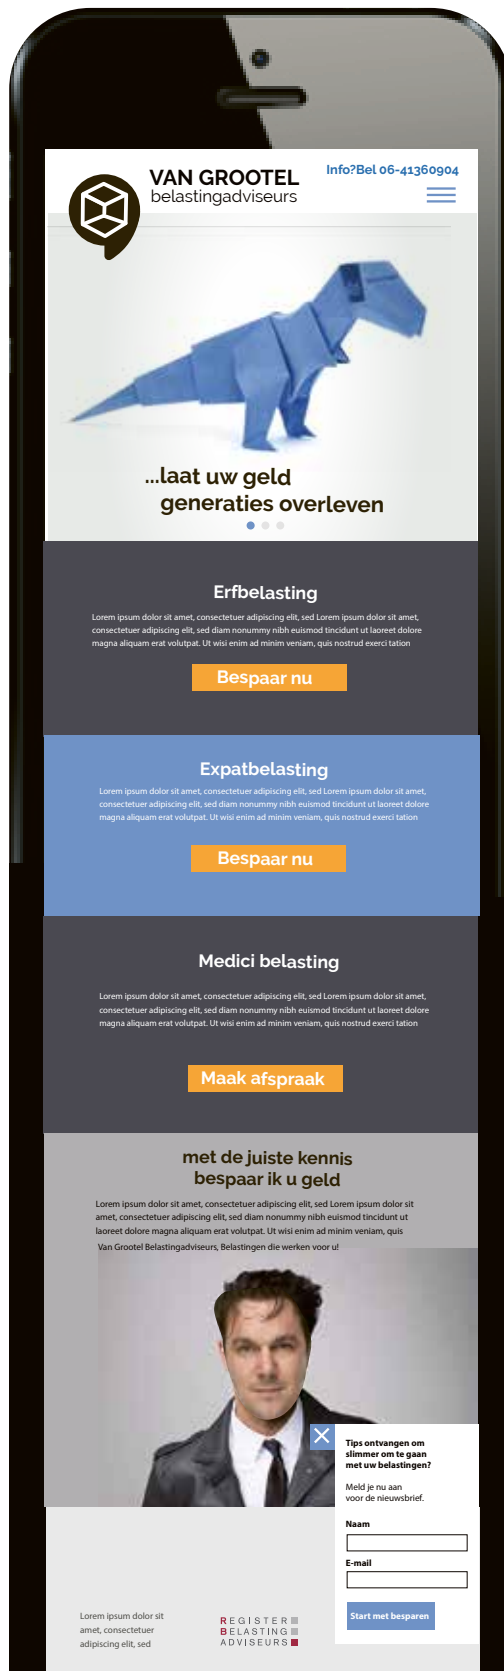 VAN GROOTEL
belastingadviseurs
Info?Bel 06-41360904
...laat uw geld
generaties overleven
Erfbelasting
Lorem ipsum dolor sit amet, consectetuer adipiscing elit, sed Lorem ipsum dolor sit amet,
consectetuer adipiscing elit, sed diam nonummy nibh euismod tincidunt ut laoreet dolore
magna aliquam erat volutpat. Ut wisi enim ad minim veniam, quis nostrud exerci tation
Bespaar nu
Expatbelasting
Lorem ipsum dolor sit amet, consectetuer adipiscing elit, sed Lorem ipsum dolor sit amet,
consectetuer adipiscing elit, sed diam nonummy nibh euismod tincidunt ut laoreet dolore
magna aliquam erat volutpat. Ut wisi enim ad minim veniam, quis nostrud exerci tation
Bespaar nu
Medici belasting
Lorem ipsum dolor sit amet, consectetuer adipiscing elit, sed Lorem ipsum dolor sit amet,
consectetuer adipiscing elit, sed diam nonummy nibh euismod tincidunt ut laoreet dolore
magna aliquam erat volutpat. Ut wisi enim ad minim veniam, quis nostrud exerci tation
Maak afspraak
met de juiste kennis
bespaar ik u geld
Lorem ipsum dolor sit amet, consectetuer adipiscing elit, sed Lorem ipsum dolor sit
amet, consectetuer adipiscing elit, sed diam nonummy nibh euismod tincidunt ut
laoreet dolore magna aliquam erat volutpat. Ut wisi enim ad minim veniam, quis
Van Grootel Belastingadviseurs, Belastingen die werken voor u!
Tips ontvangen om
slimmer om te gaan
met uw belastingen?
Meld je nu aan
voor de nieuwsbrief.
Naam
E-mail
Start met besparen
Lorem ipsum dolor sit
amet, consectetuer
adipiscing elit, sed
REGISTER
BELASTING
ADVISEURS